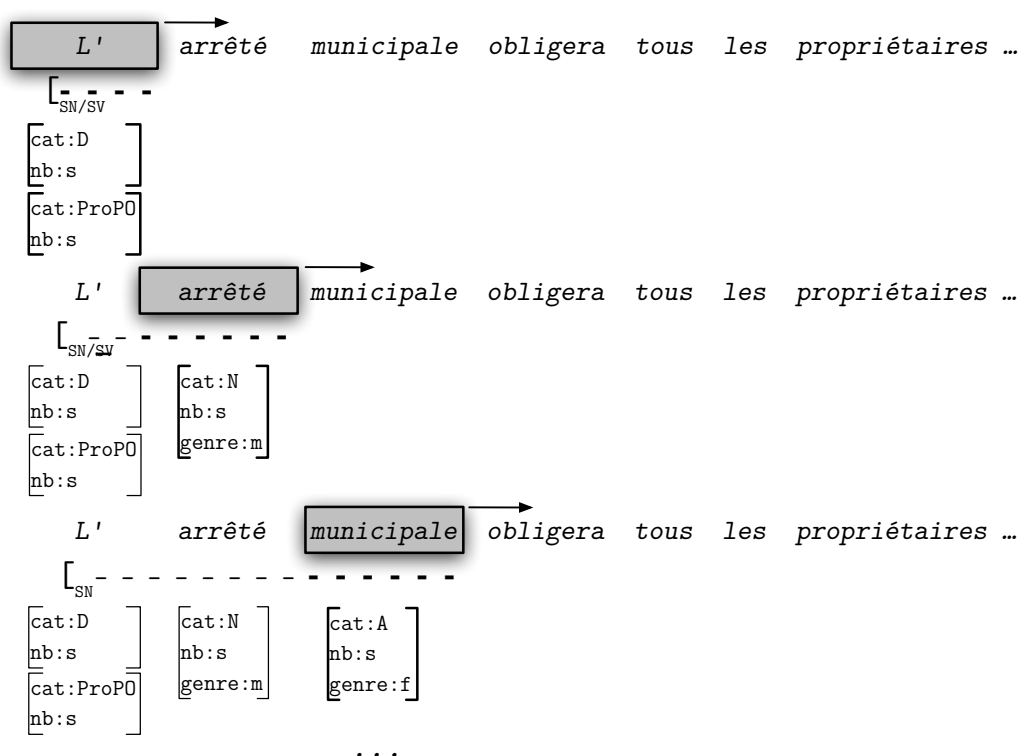 L' arrêté municipale obligera tous les propriétaires …
[SN/SV
cat:D
nb:s
cat:ProPO
nb:s
L' arrêté municipale obligera tous les propriétaires …
[SN/SV
cat:D cat:N
nb:s nb:s
cat:ProPO genre:m
nb:s
L' arrêté municipale obligera tous les propriétaires …
[SN
cat:D cat:N cat:A
nb:s nb:s nb:s
cat:ProPO genre:m genre:f
nb:s
...